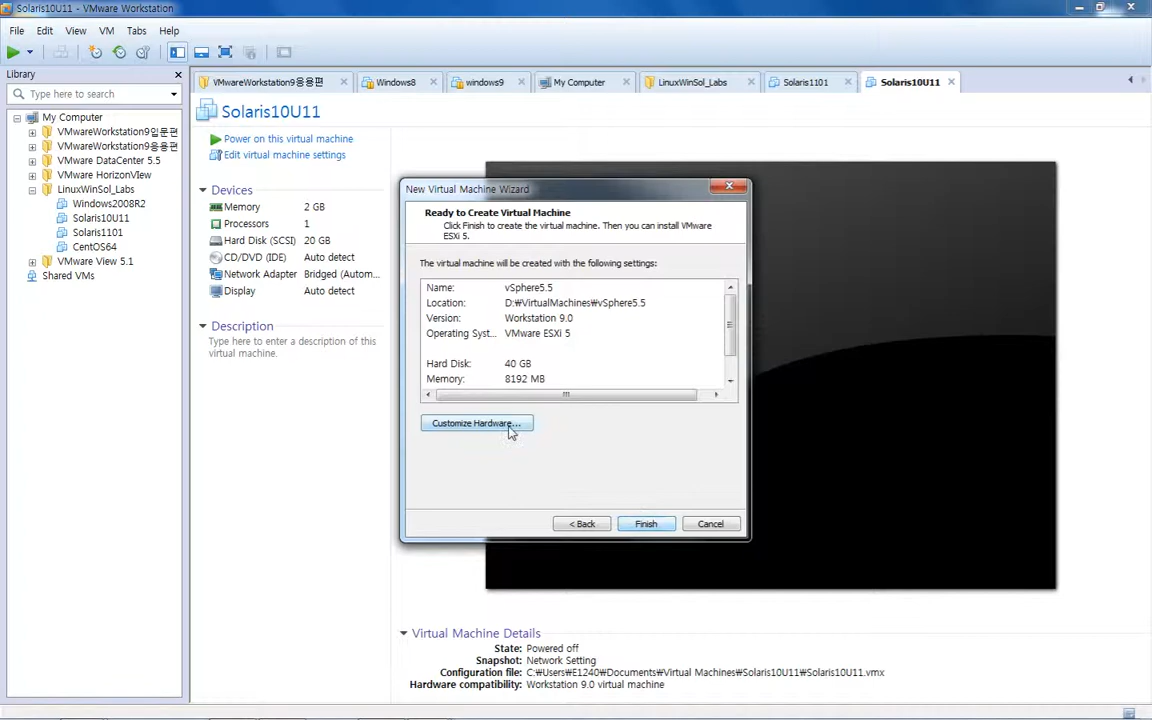 Solaris10U11 - VMware Workstation
File Edit View VM Tabs Help
Library
Type here to search
My Computer
VMwareWorkstation9입문편
VMwareWorkstation9응용편
VMware DataCenter 5.5
VMware HorizonView
LinuxWinSol_Labs
Windows2008R2
Solaris10U11
Solaris1101
CentOS64
VMware View 5.1
Shared VMs
VMwareWorkstation9응용편 Windows8 windows9 My Computer LinuxWinSol_Labs Solaris1101 Solaris10U11
Solaris10U11
Power on this virtual machine
Edit virtual machine settings
Devices
Memory 2 GB
Processors 1
Hard Disk (SCSI) 20 GB
CD/DVD (IDE) Auto detect
Network Adapter Bridged (Autom...
Display Auto detect
Description
Type here to enter a description of this
virtual machine.
New Virtual Machine Wizard
Ready to Create Virtual Machine
Click Finish to create the virtual machine. Then you can install VMware
ESXi 5.
The virtual machine will be created with the following settings:
Name: vSphere5.5
Location: D:₩VirtualMachines₩vSphere5.5
Version: Workstation 9.0
Operating Syst... VMware ESXi 5
Hard Disk: 40 GB
Memory: 8192 MB
Customize Hardware...
< Back Finish Cancel
Virtual Machine Details
State: Powered off
Snapshot: Network Setting
Configuration file: C:₩Users₩E1240₩Documents₩Virtual Machines₩Solaris10U11₩Solaris10U11.vmx
Hardware compatibility: Workstation 9.0 virtual machine